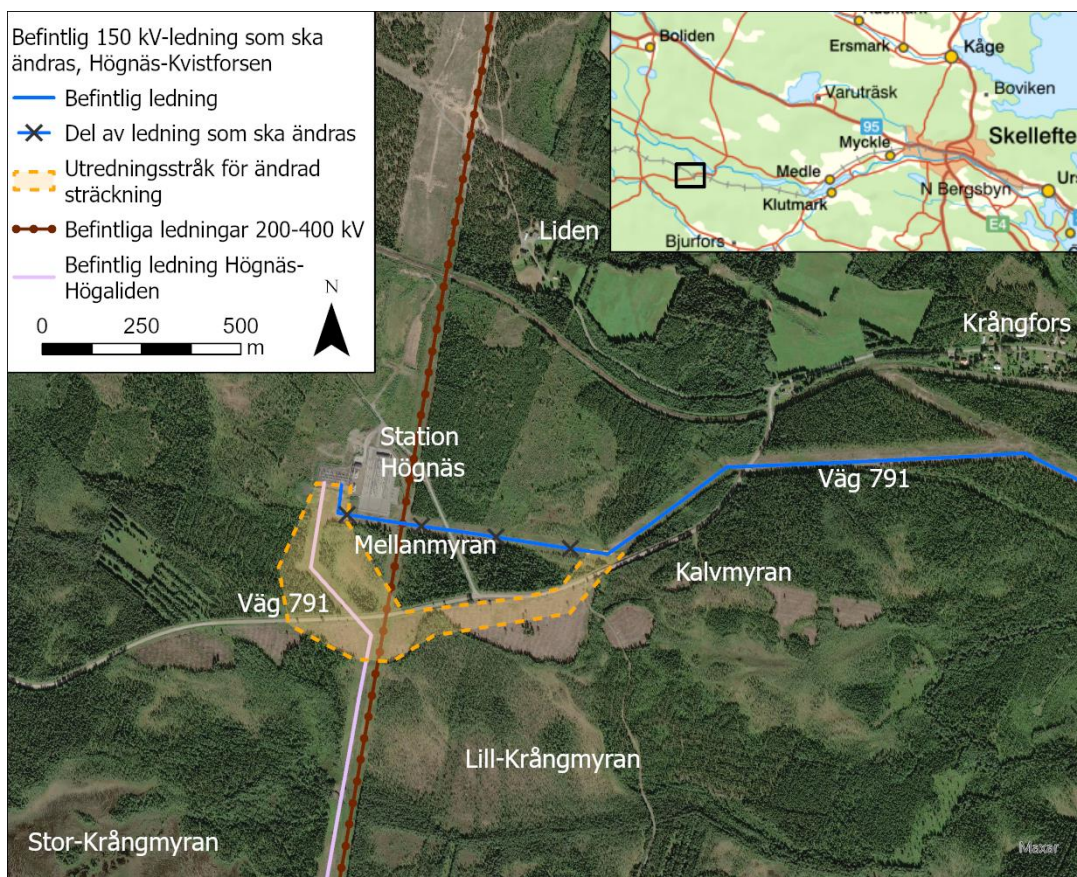 Befintlig 150 kV-ledning som ska
ändras, Högnäs-Kvistforsen
Befintlig ledning
Del av ledning som ska ändras
Utredningsstråk för ändrad
sträckning
Befintliga ledningar 200-400 kV
Befintlig ledning Högnäs-
Högaliden
N
0 250 500
m
Boliden
Ersmark
Kåge
Boviken
Varuträsk
95
Skellefte
Myckle
Medle
Klutmark
N Bergsbyn
Urs
E4
Bjurfors
Liden
Krångfors
Station
Högnäs
Väg 791
Mellanmyran
Kalvmyran
Väg 791
Lill-Krångmyran
Stor-Krångmyran
Maxar